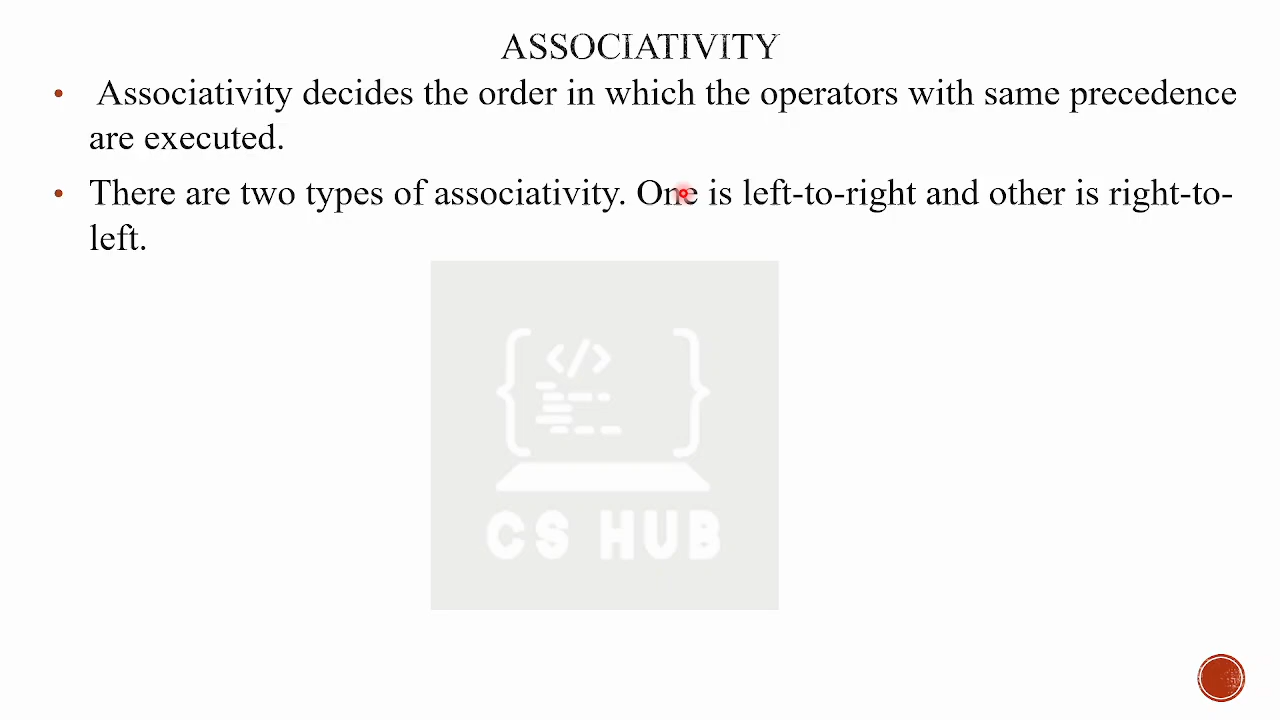 ASSOCIATIVITY
• Associativity decides the order in which the operators with same precedence
are executed.
• There are two types of associativity. One is left-to-right and other is right-to-
left.
</>
CS HUB